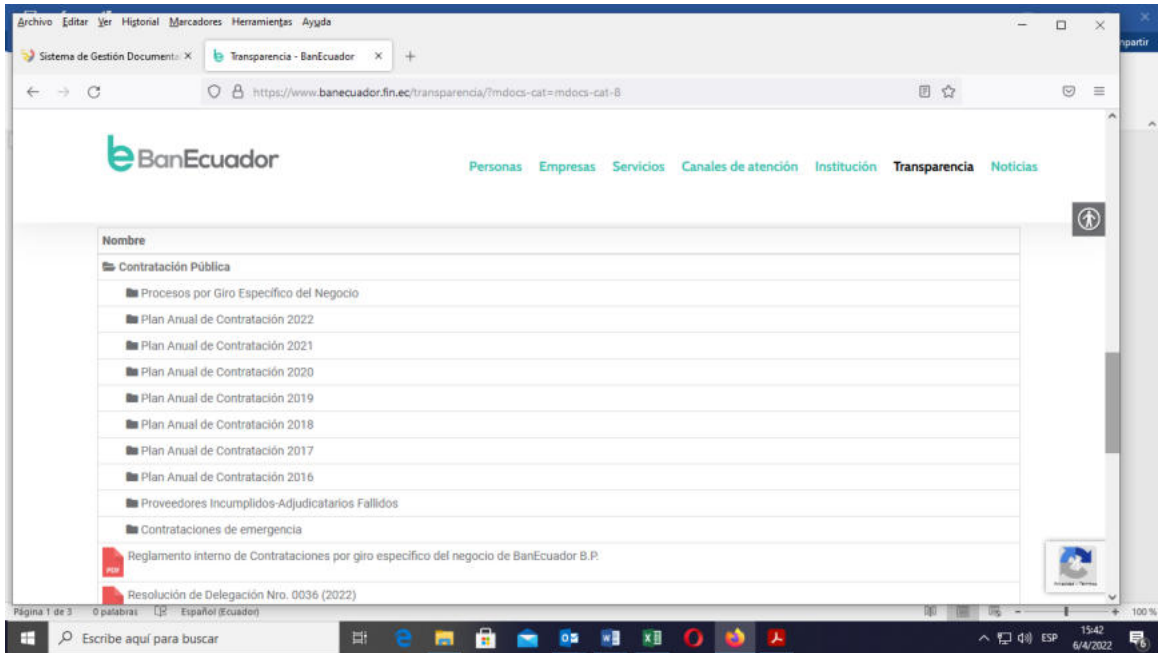 Archivo Editar Ver Historial Marcadores Herramientas Ayuda
Sistema de Gestión Documental
Transparencia - BanEcuador
npartir
https://www.banecuador.fin.ec/transparencia/?mdocs-cat=mdocs-cat-8
BanEcuador
Personas Empresas Servicios Canales de atención Institución Transparencia Noticias
Nombre
Contratación Pública
Procesos por Giro Específico del Negocio
Plan Anual de Contratación 2022
Plan Anual de Contratación 2021
Plan Anual de Contratación 2020
Plan Anual de Contratación 2019
Plan Anual de Contratación 2018
Plan Anual de Contratación 2017
Plan Anual de Contratación 2016
Proveedores Incumplidos-Adjudicatarios Fallidos
Contrataciones de emergencia
PDF Reglamento interno de Contrataciones por giro específico del negocio de BanEcuador B.P.
Resolución de Delegación Nro. 0036 (2022)
Privacidad - Términos
Página 1 de 3 0 palabras Español (Ecuador) 100 %
Escribe aquí para buscar
ESP
15:42
6/4/2022
6